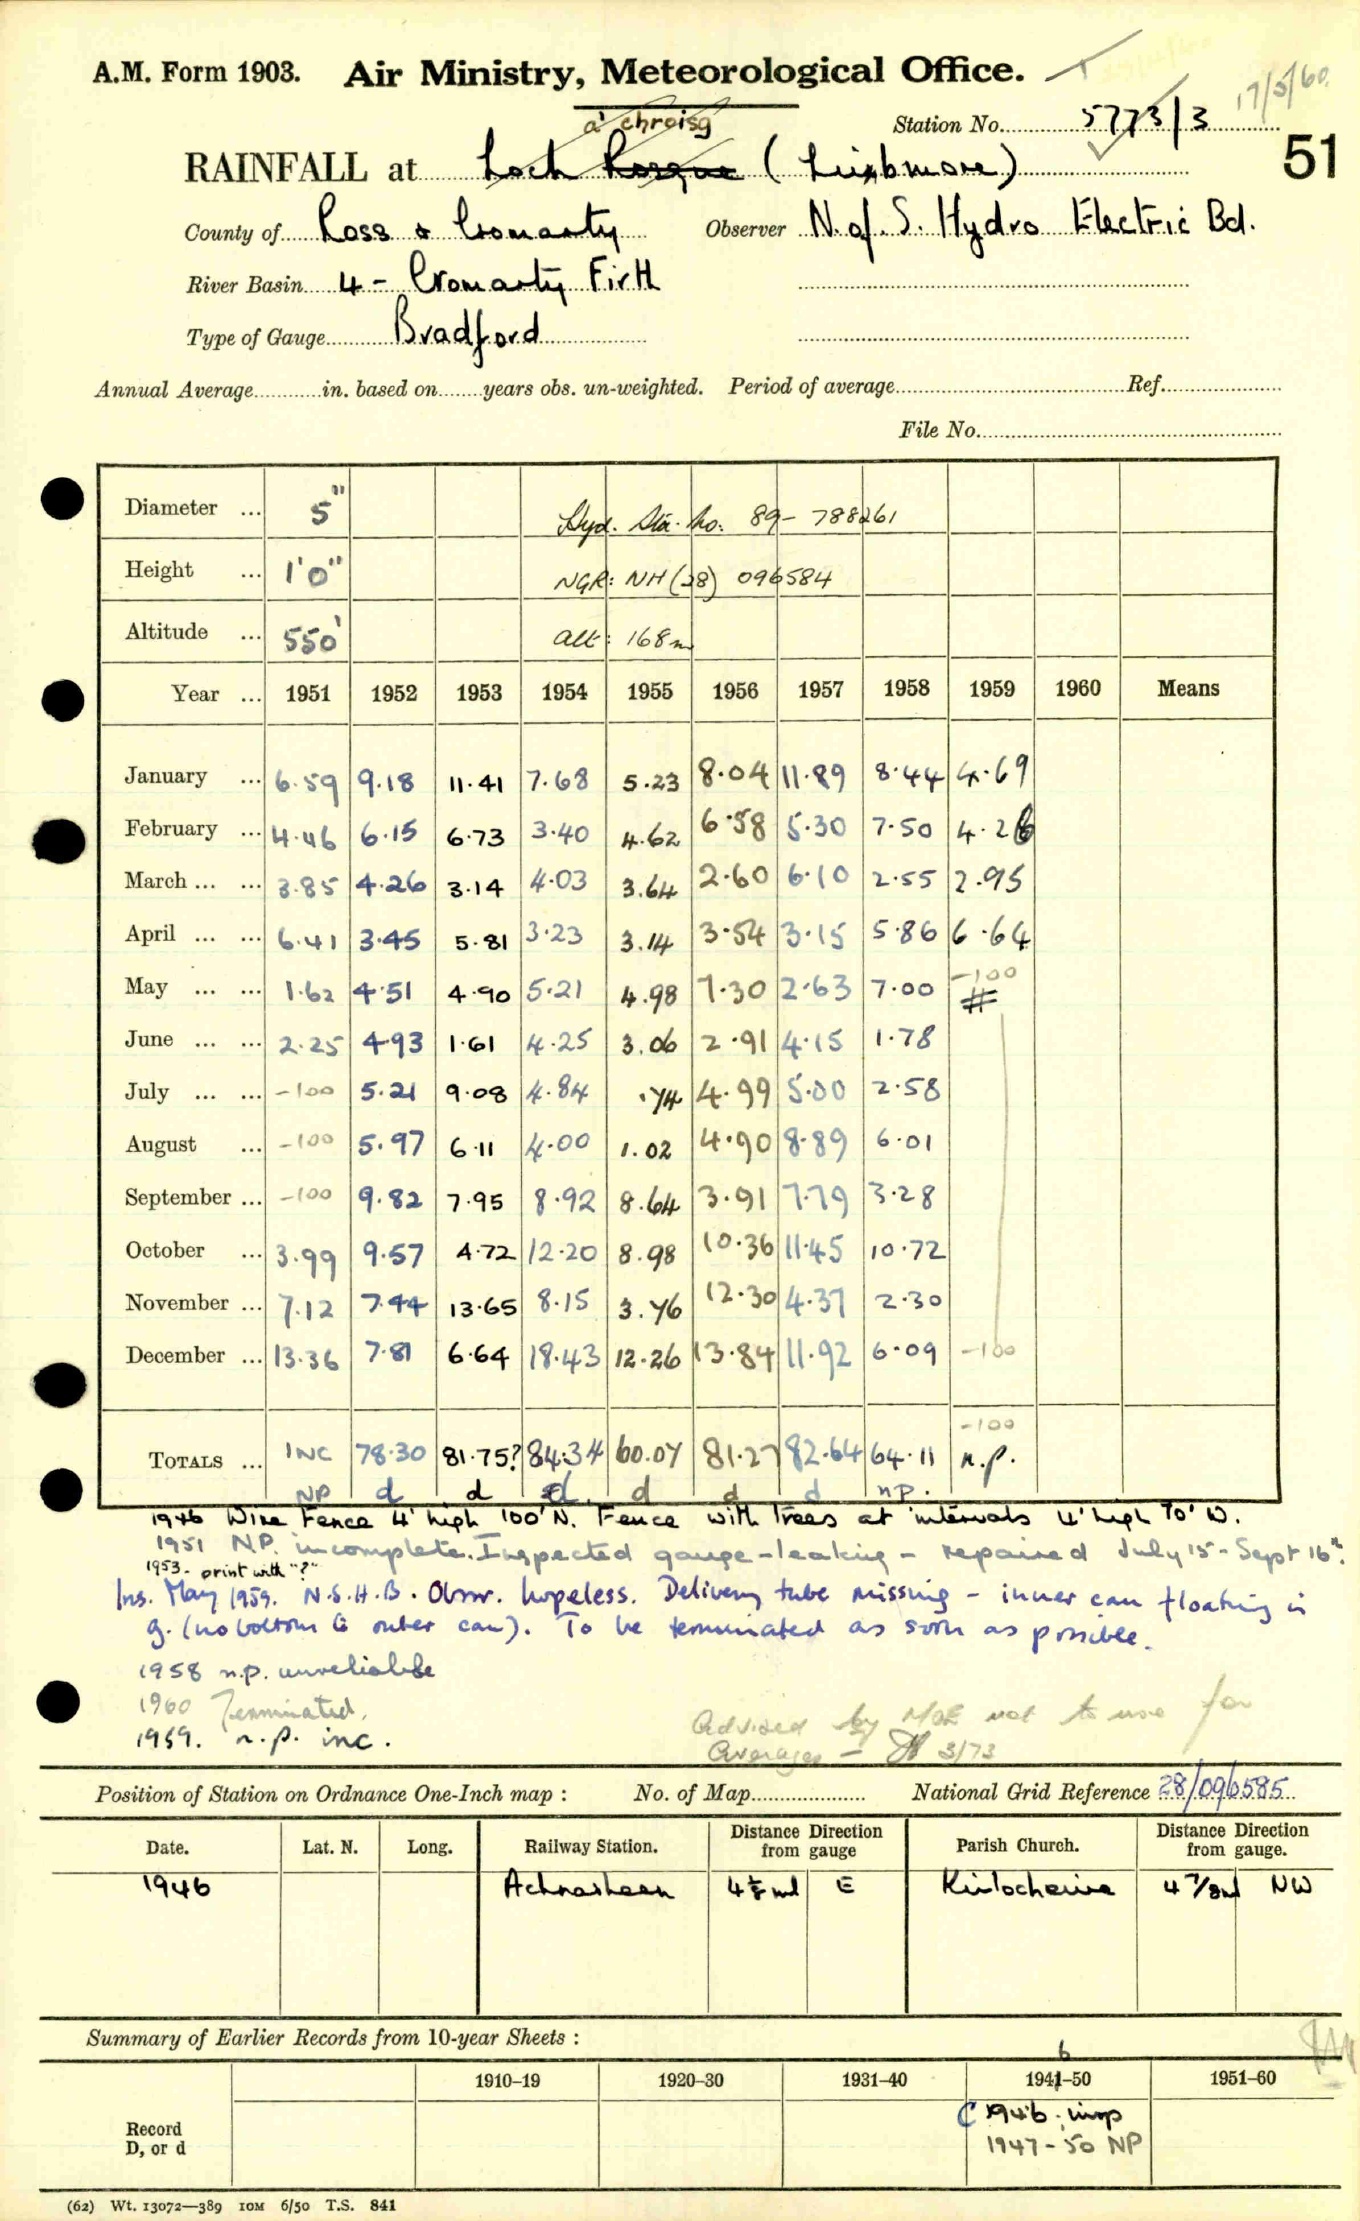 A.M. Form 1903. Air Ministry, Meteorological Office.
17/5/60
a' chroisg
Station No. 5773/3
51
RAINFALL at Loch Rosque (Luibmore)
County of Ross & Cromarty Observer N. of S. Hydro Electric Bd.
River Basin 4 - Cromarty Firth
Type of Gauge Bradford
Annual Average in. based on years obs. un-weighted. Period of average Ref.
File No.
Diameter ... 5" Hyd. Sta. No: 89-788261
Height ... 1'0" NGR: NH (28) 096584
Altitude ... 550' alt: 168m
Year ... 1951 1952 1953 1954 1955 1956 1957 1958 1959 1960 Means
January ... 6.59 9.18 11.41 7.68 5.23 8.04 11.89 8.44 4.69
February ... 4.46 6.15 6.73 3.40 4.62 6.58 5.30 7.50 4.26
March ... ... 3.85 4.26 3.14 4.03 3.64 2.60 6.10 2.55 2.95
April ... ... 6.41 3.45 5.81 3.23 3.14 3.54 3.15 5.86 6.64
May ... ... 1.62 4.51 4.90 5.21 4.98 7.30 2.63 7.00 -100 #
June ... ... 2.25 4.93 1.61 4.25 3.06 2.91 4.15 1.78
July ... ... -100 5.21 9.08 4.84 .74 4.99 5.00 2.58
August ... -100 5.97 6.11 4.00 1.02 4.90 8.89 6.01
September ... -100 9.82 7.95 8.92 8.64 3.91 7.79 3.28
October ... 3.99 9.57 4.72 12.20 8.98 10.36 11.45 10.72
November ... 7.12 7.44 13.65 8.15 3.76 12.30 4.37 2.30
December ... 13.36 7.81 6.64 18.43 12.26 13.84 11.92 6.09 -100
-100
TOTALS ... INC 78.30 81.75? 84.34 60.07 81.27 82.64 64.11 n.p.
NP d d d d d d n.p.
1946 Wire Fence 4' high 100' N. Fence with Trees at intervals 4' high 70' W.
1951 N.P. incomplete. Inspected gauge - leaking - repaired July 15 - Sept 16th.
1953 - print with "?"
Ins. May 1959. N.S.H.B. Obsvr. hopeless. Delivery tube missing - inner can floating in
g. (no bottom to outer can). To be terminated as soon as possible.
1958 n.p. unreliable
1960 Terminated.
1959. n.p. inc.
Advised by not to use for
Averages - 3/73
Position of Station on Ordnance One-Inch map : No. of Map National Grid Reference 28/090585
Date. Lat. N. Long. Railway Station. Distance Direction from gauge Parish Church. Distance Direction from gauge.
1946 Achnasheen E Kinlochewe 4 7/8 ml NW
Summary of Earlier Records from 10-year Sheets :
6
1910–19 1920–30 1931–40 1941–50 1951–60
Record
D, or d
C 1946 imp
1947-50 NP
(62) Wt. 13072—389 10M 6/50 T.S. 841